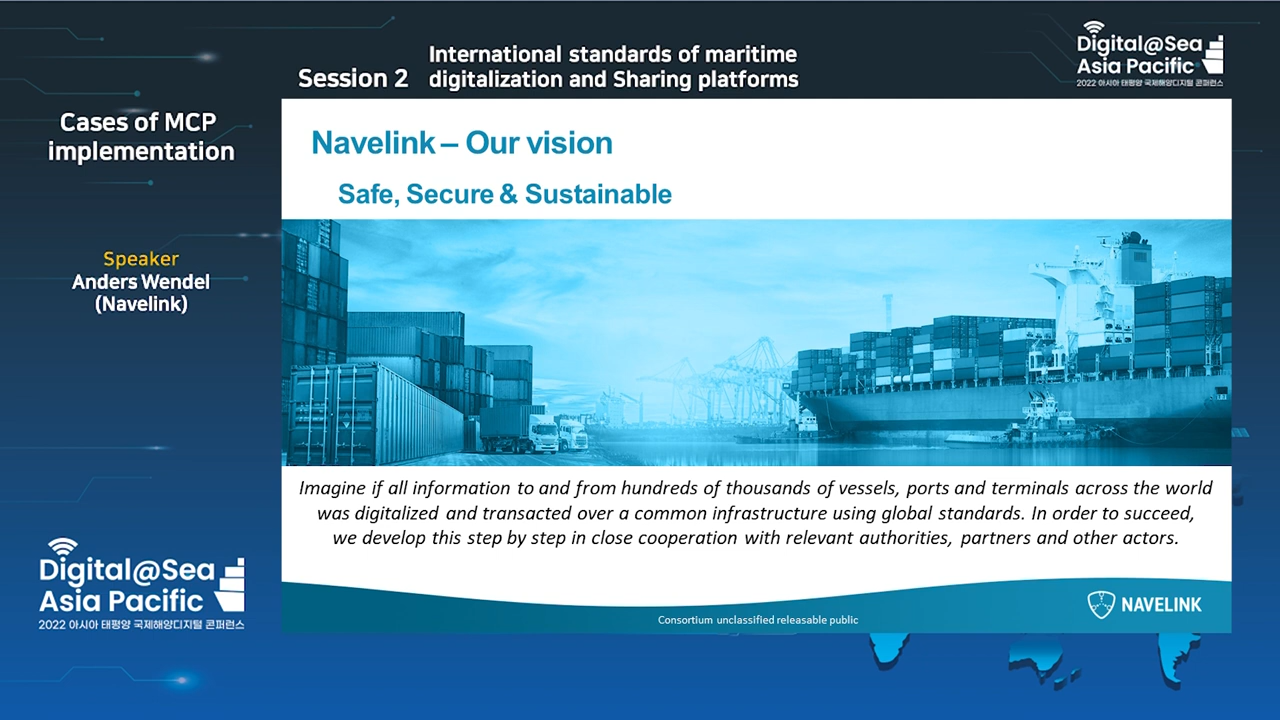 Session 2
International standards of maritime
digitalization and Sharing platforms
Digital@Sea
Asia Pacific
2022 아시아 태평양 국제해양디지털 콘퍼런스
Cases of MCP
implementation
Speaker
Anders Wendel
(Navelink)
Navelink – Our vision
Safe, Secure & Sustainable
Imagine if all information to and from hundreds of thousands of vessels, ports and terminals across the world
was digitalized and transacted over a common infrastructure using global standards. In order to succeed,
we develop this step by step in close cooperation with relevant authorities, partners and other actors.
NAVELINK
Consortium unclassified releasable public
Digital@Sea
Asia Pacific
2022 아시아 태평양 국제해양디지털 콘퍼런스